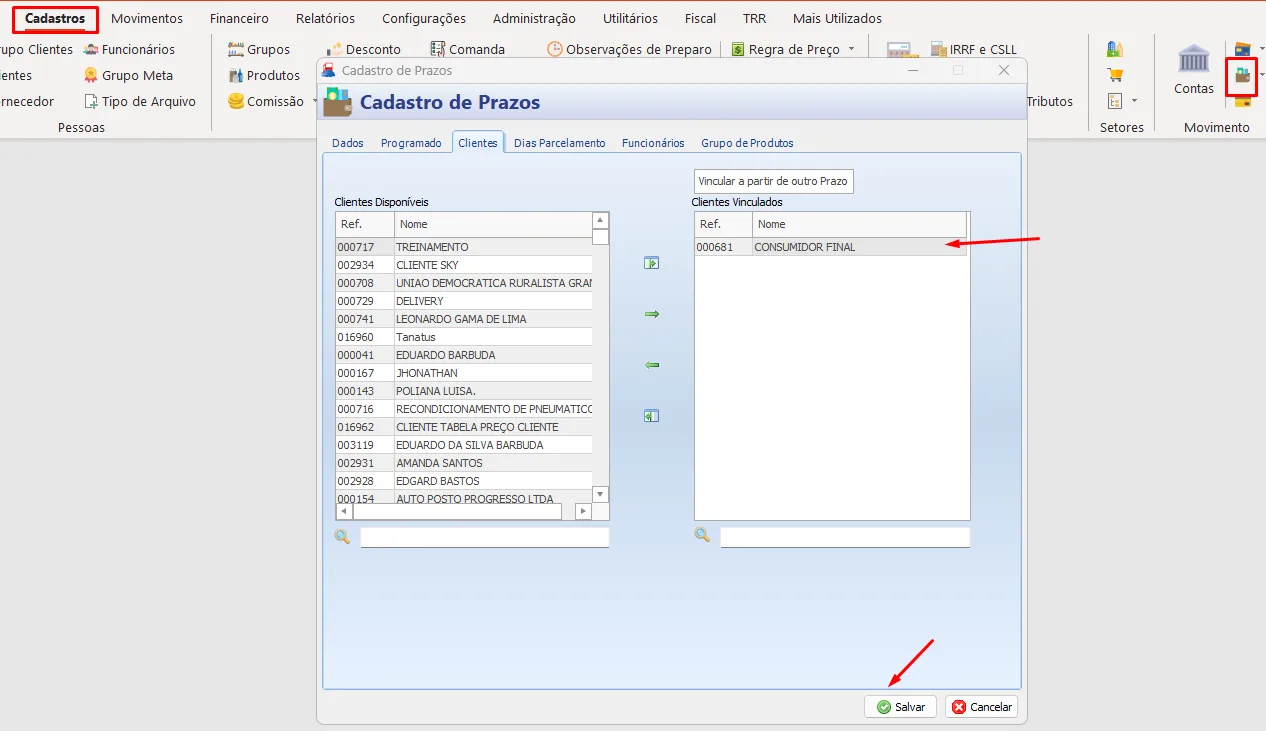 Cadastros Movimentos Financeiro Relatórios Configurações Administração Utilitários Fiscal TRR Mais Utilizados
upo Clientes Funcionários Grupos Desconto Comanda Observações de Preparo Regra de Preço IRRF e CSLL
ientes Grupo Meta Produtos
rnecedor Tipo de Arquivo Comissão Tributos Contas
Pessoas Setores Movimento
Cadastro de Prazos
Cadastro de Prazos
Dados Programado Clientes Dias Parcelamento Funcionários Grupo de Produtos
Vincular a partir de outro Prazo
Clientes Disponíveis
Ref. Nome
000717 TREINAMENTO
002934 CLIENTE SKY
000708 UNIAO DEMOCRATICA RURALISTA GRAN
000729 DELIVERY
000741 LEONARDO GAMA DE LIMA
016960 Tanatus
000041 EDUARDO BARBUDA
000167 JHONATHAN
000143 POLIANA LUISA.
000716 RECONDICIONAMENTO DE PNEUMATICO
016962 CLIENTE TABELA PREÇO CLIENTE
003119 EDUARDO DA SILVA BARBUDA
002931 AMANDA SANTOS
002928 EDGARD BASTOS
000154 AUTO POSTO PROGRESSO LTDA
Clientes Vinculados
Ref. Nome
000681 CONSUMIDOR FINAL
Salvar Cancelar